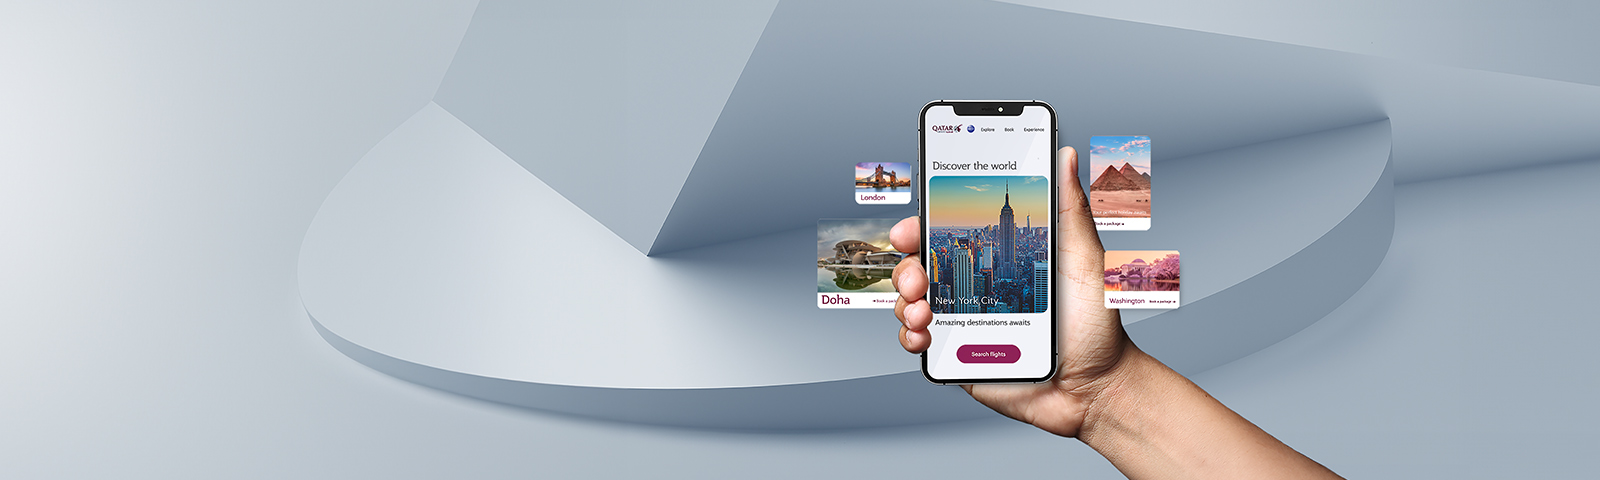 QATAR
Explore
Book
Experience
Discover the world
New York City
Amazing destinations awaits
Search flights
London
Doha
Book a package
Washington
Book a package